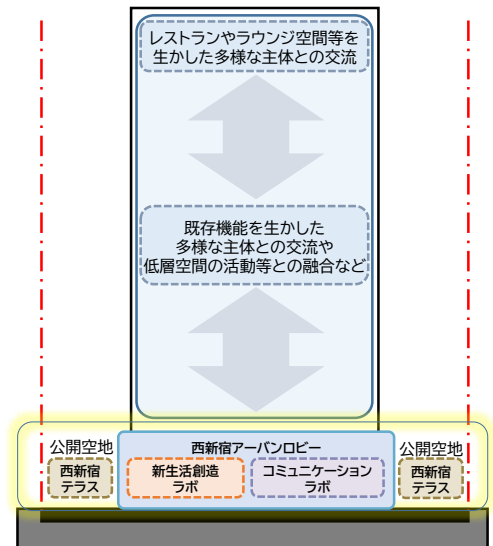 レストランやラウンジ空間等を
生かした多様な主体との交流
既存機能を生かした
多様な主体との交流や
低層空間の活動等との融合など
公開空地
西新宿
テラス
西新宿アーバンロビー
新生活創造
ラボ
コミュニケーション
ラボ
公開空地
西新宿
テラス